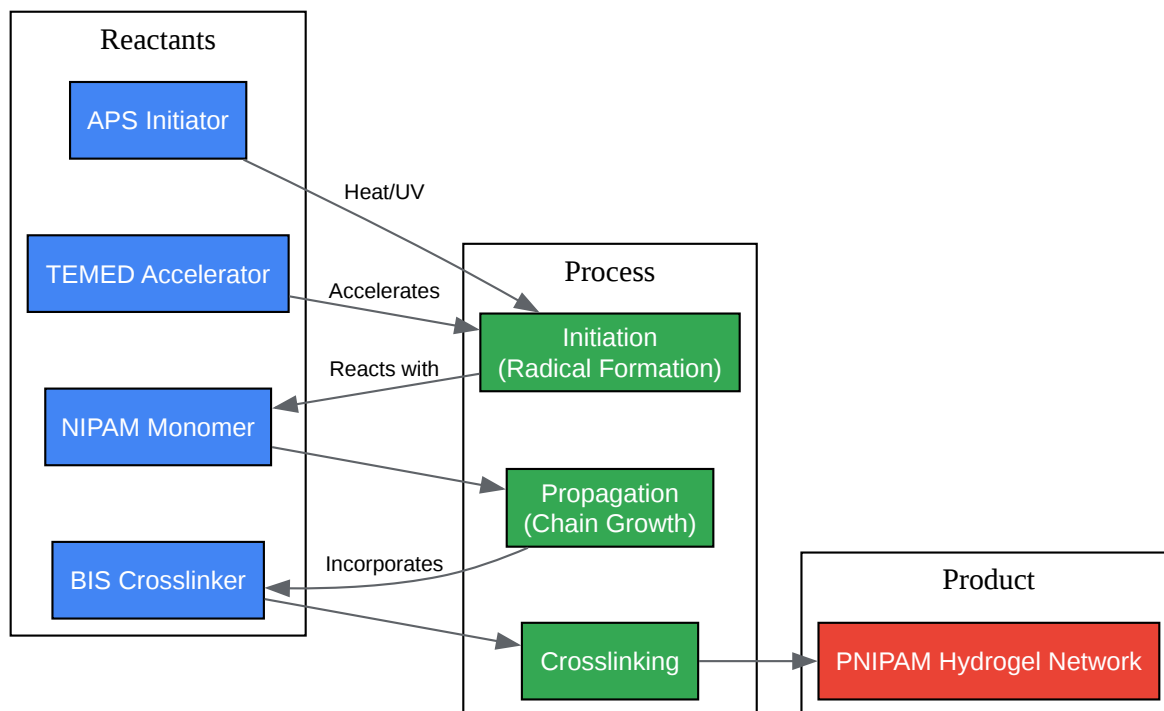 Reactants
APS Initiator
Heat/UV
TEMED Accelerator
Accelerates
Process
Initiation
(Radical Formation)
Reacts with
NIPAM Monomer
Propagation
(Chain Growth)
Incorporates
BIS Crosslinker
Product
Crosslinking
PNIPAM Hydrogel Network